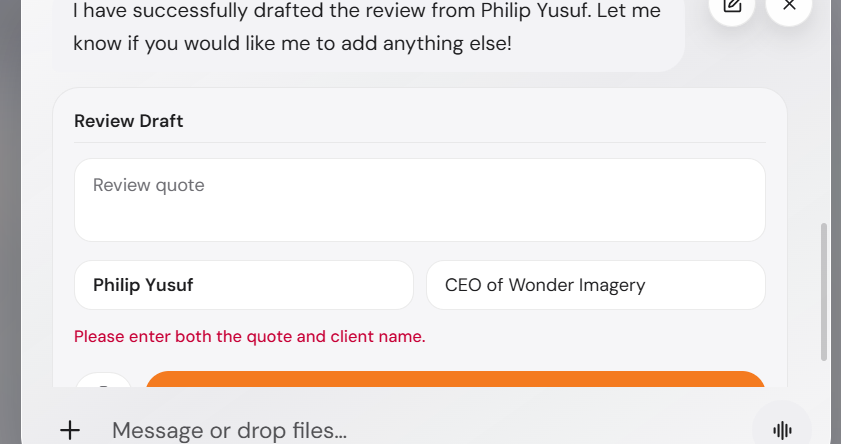 I have successfully drafted the review from Philip Yusuf. Let me
know if you would like me to add anything else!
Review Draft
Review quote
Philip Yusuf
CEO of Wonder Imagery
Please enter both the quote and client name.
Message or drop files...